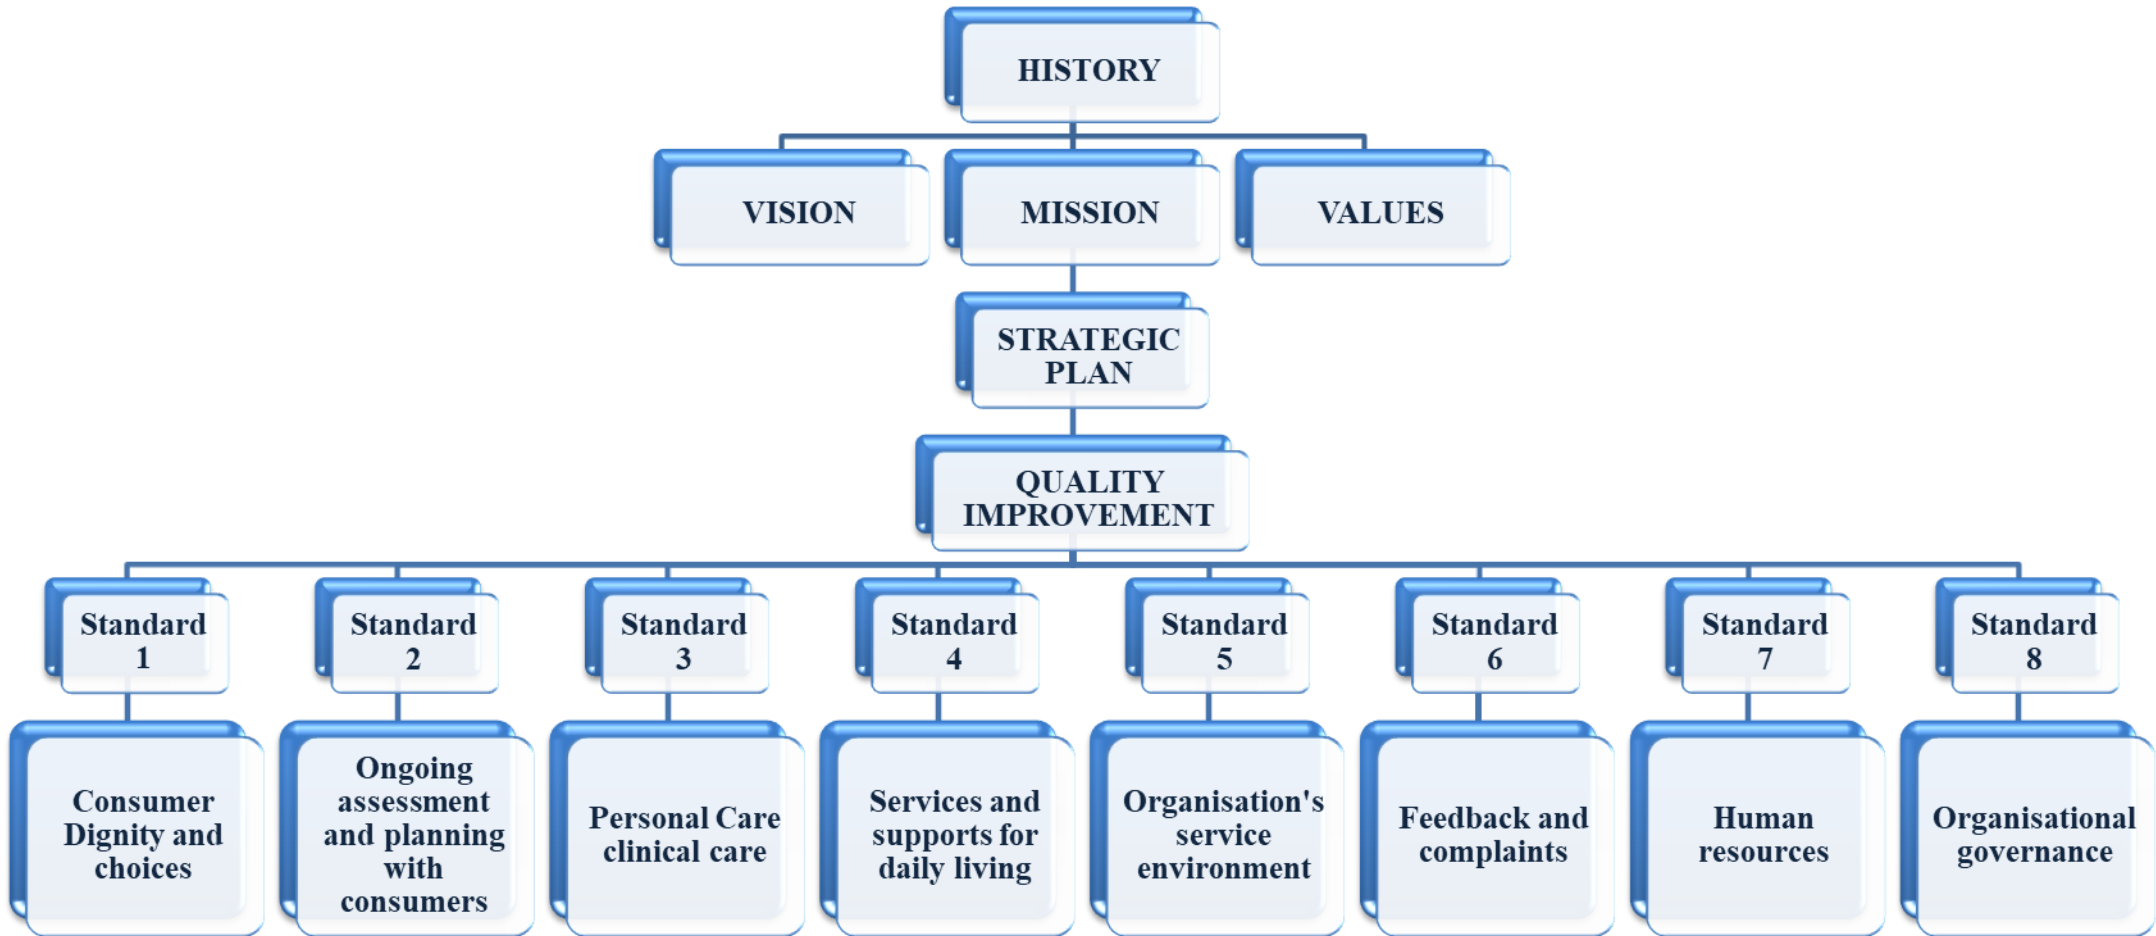 HISTORY
VISION
MISSION
VALUES
STRATEGIC
PLAN
QUALITY
IMPROVEMENT
Standard
1
Standard
2
Standard
3
Standard
4
Standard
5
Standard
6
Standard
7
Standard
8
Consumer
Dignity and
choices
Ongoing
assessment
and planning
with
consumers
Personal Care
clinical care
Services and
supports for
daily living
Organisation's
service
environment
Feedback and
complaints
Human
resources
Organisational
governance